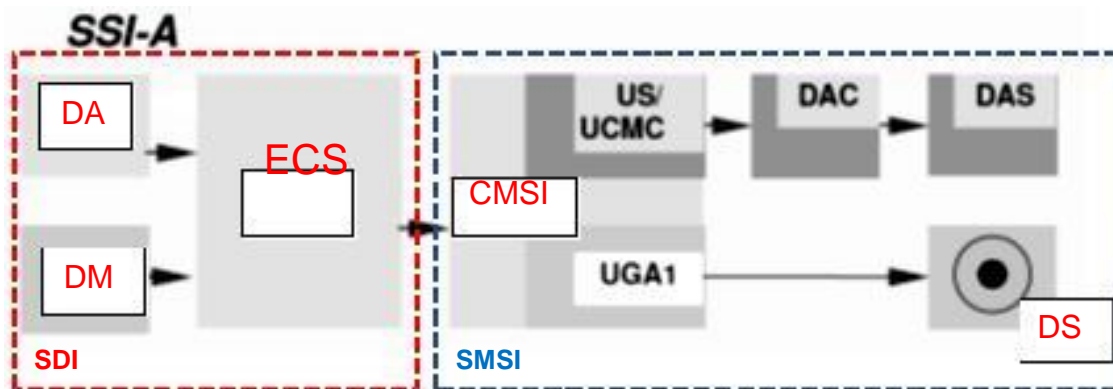 SSI-A
DA
ECS
DM
SDI
CMSI
US/
UCMC
DAC
DAS
UGA1
DS
SMSI